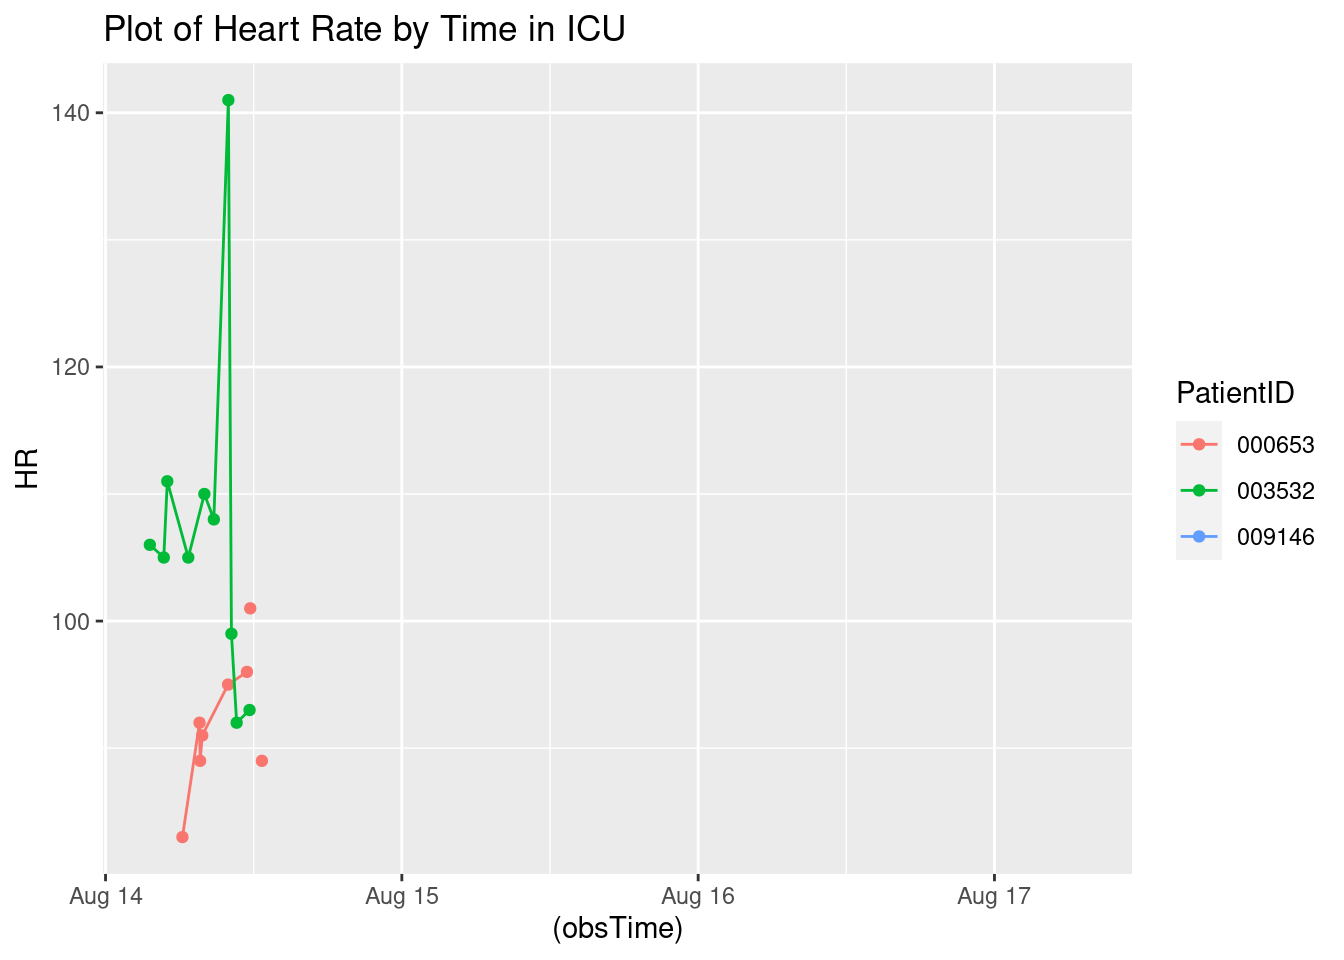 Plot of Heart Rate by Time in ICU
140
120
100
HR
Aug 14 Aug 15 Aug 16 Aug 17
(obsTime)
PatientID
000653
003532
009146